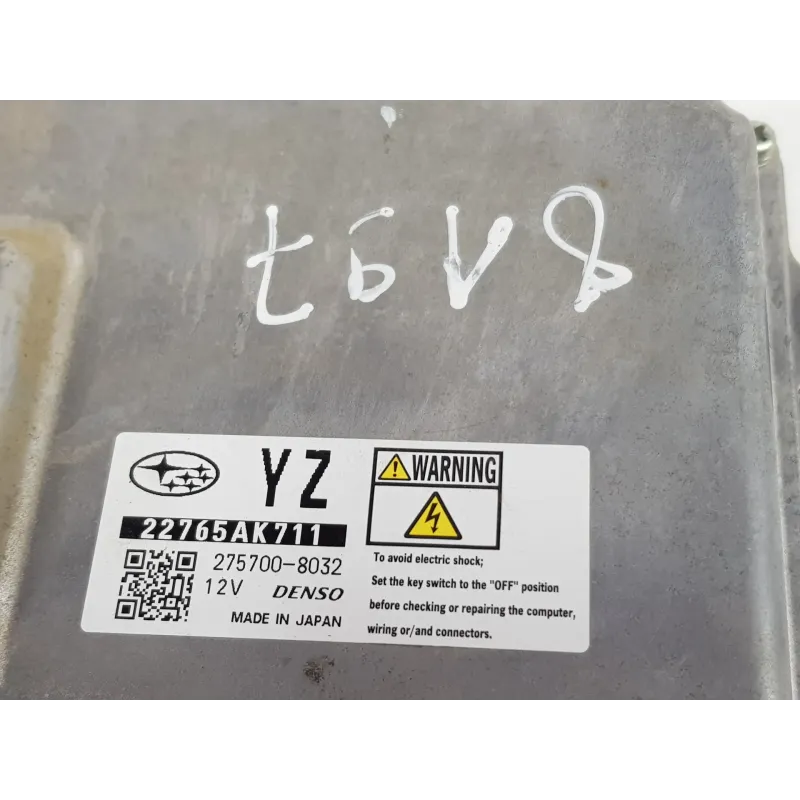 8A97
YZ
22765AK711
275700-8032
12V DENSO
MADE IN JAPAN
WARNING
To avoid electric shock;
Set the key switch to the "OFF" position
before checking or repairing the computer,
wiring or/and connectors.